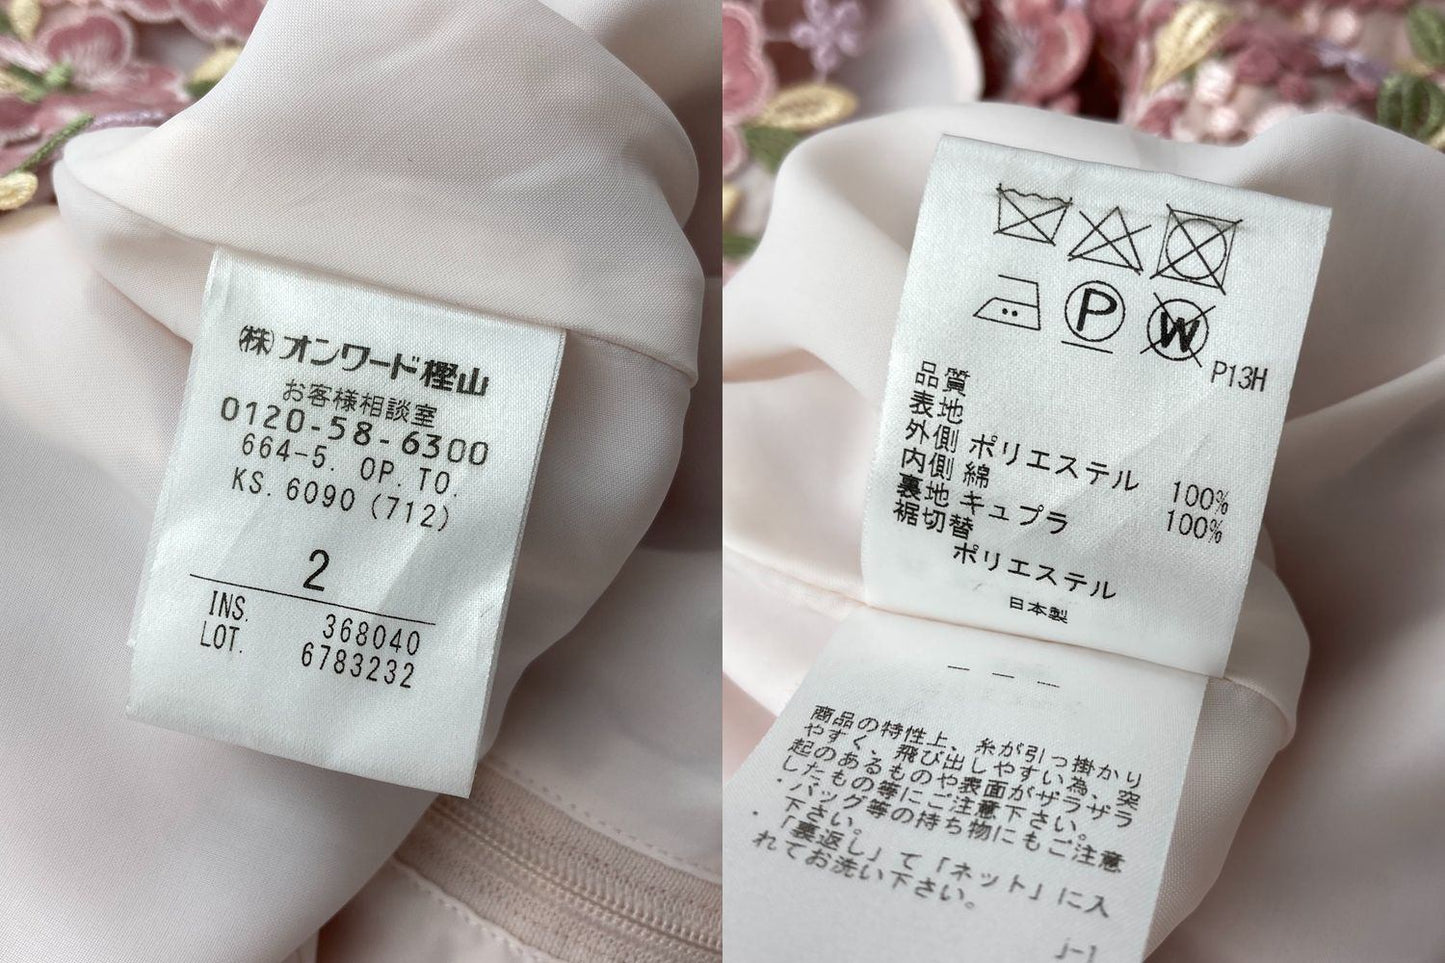 ㈱オンワード樫山
お客様相談室
0120-58-6300
664-5. OP. TO.
KS. 6090 (712)
2
INS. 368040
LOT. 6783232
P
W
P13H
品質
表地
外側 ポリエステル 100%
内側 綿 100%
裏地 キュプラ
裾切替
ポリエステル
日本製
商品の特性上、糸が引っ掛かり
やすく、飛び出しやすい為、突
起のあるものや表面がザラザラ
したもの等にご注意下さい。
・バッグ等の持ち物にもご注意
下さい。
・「裏返し」て「ネット」に入
れてお洗い下さい。
j-1